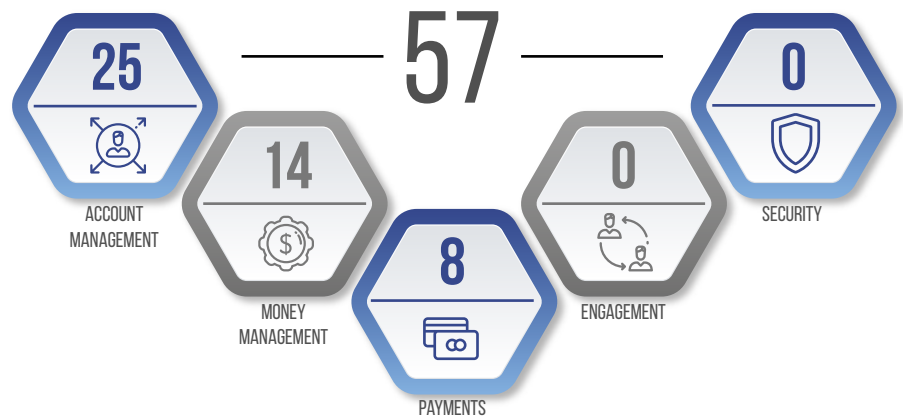 57
25
ACCOUNT
MANAGEMENT
14
$
MONEY
MANAGEMENT
8
PAYMENTS
0
ENGAGEMENT
0
SECURITY